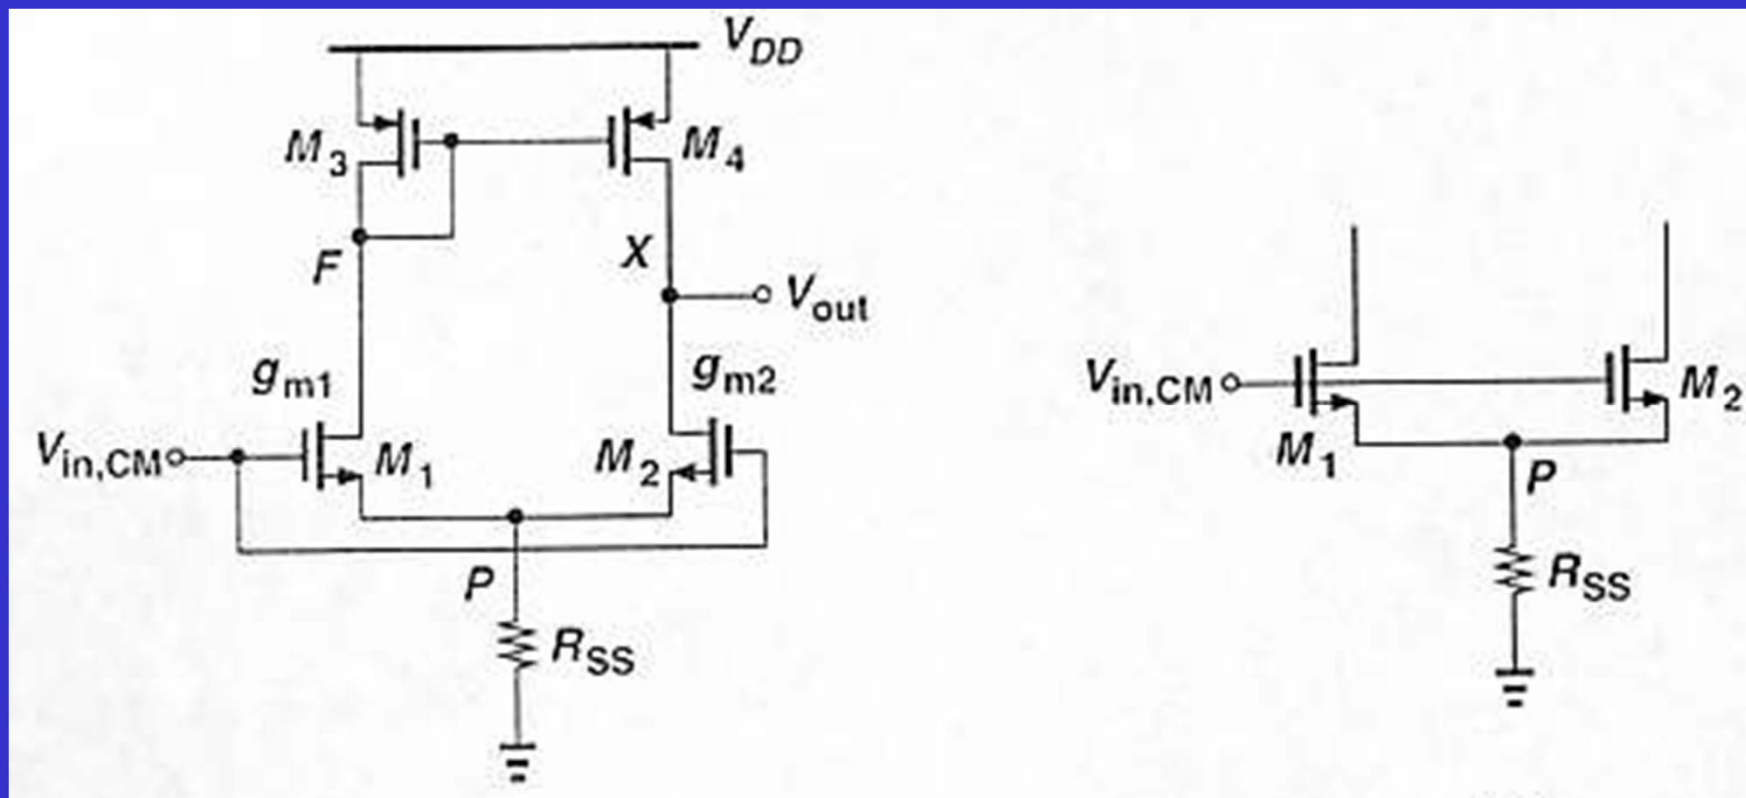 V_DD
M_3
M_4
F
X
V_out
g_m1
g_m2
V_in,CM
M_1
M_2
P
R_SS
V_in,CM
M_1
M_2
P
R_SS